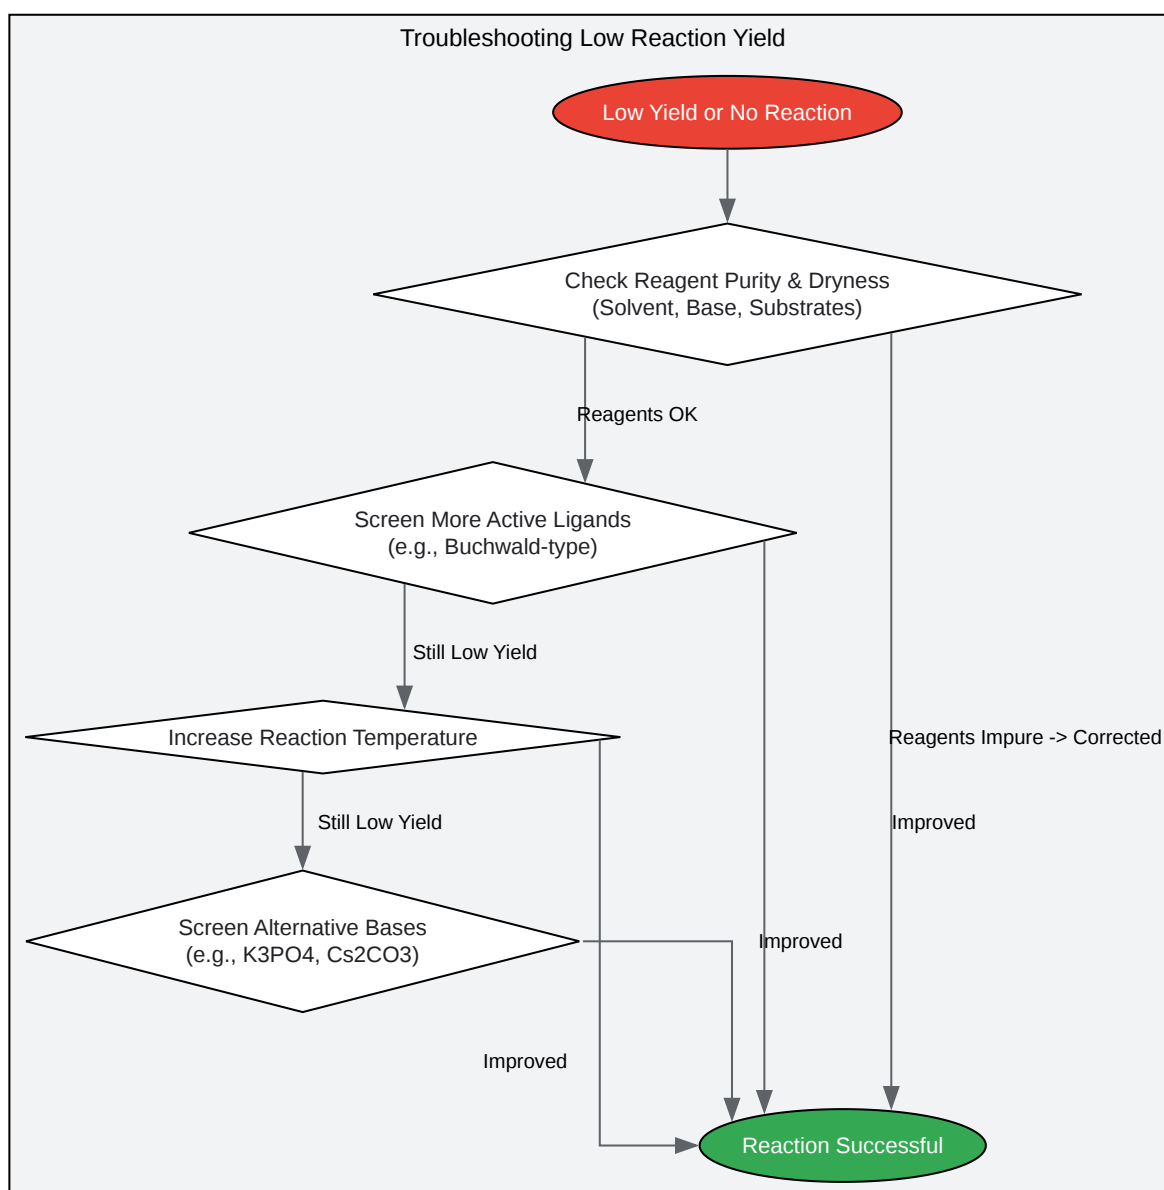 Troubleshooting Low Reaction Yield
Low Yield or No Reaction
Check Reagent Purity & Dryness
(Solvent, Base, Substrates)
Reagents OK
Screen More Active Ligands
(e.g., Buchwald-type)
Still Low Yield
Increase Reaction Temperature
Reagents Impure -> Corrected
Still Low Yield
Improved
Screen Alternative Bases
(e.g., K3PO4, Cs2CO3)
Improved
Improved
Reaction Successful